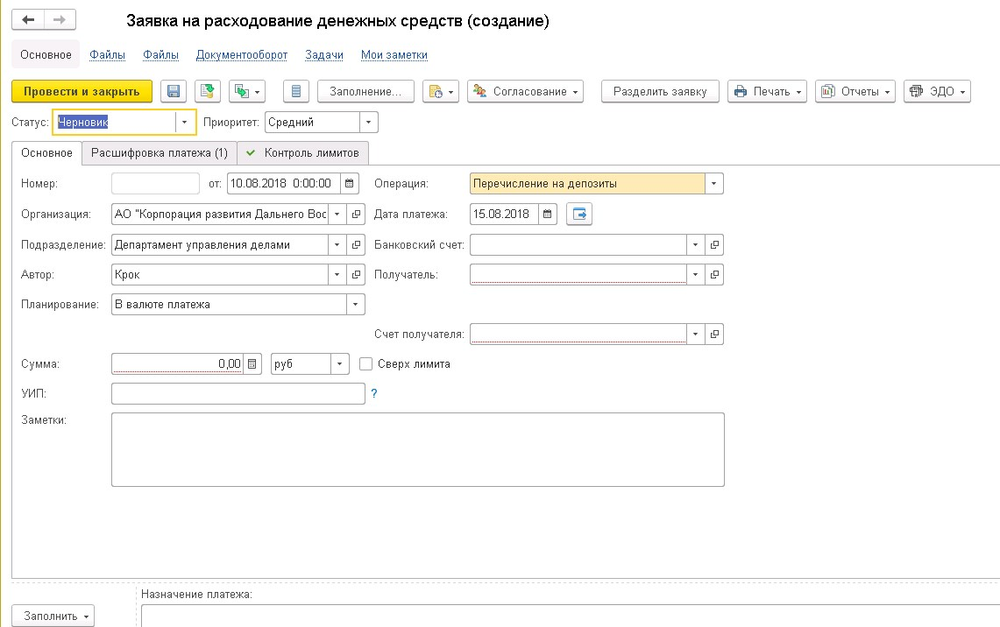 Заявка на расходование денежных средств (создание)
Основное Файлы Файлы Документооборот Задачи Мои заметки
Провести и закрыть Заполнение... Согласование Разделить заявку Печать Отчеты ЭДО
Статус: Черновик Приоритет: Средний
Основное Расшифровка платежа (1) Контроль лимитов
Номер: от: 10.08.2018 0:00:00 Операция: Перечисление на депозиты
Организация: АО "Корпорация развития Дальнего Вос Дата платежа: 15.08.2018
Подразделение: Департамент управления делами Банковский счет:
Автор: Крок Получатель:
Планирование: В валюте платежа
Счет получателя:
Сумма: 0,00 руб Сверх лимита
УИП: ?
Заметки:
Назначение платежа:
Заполнить